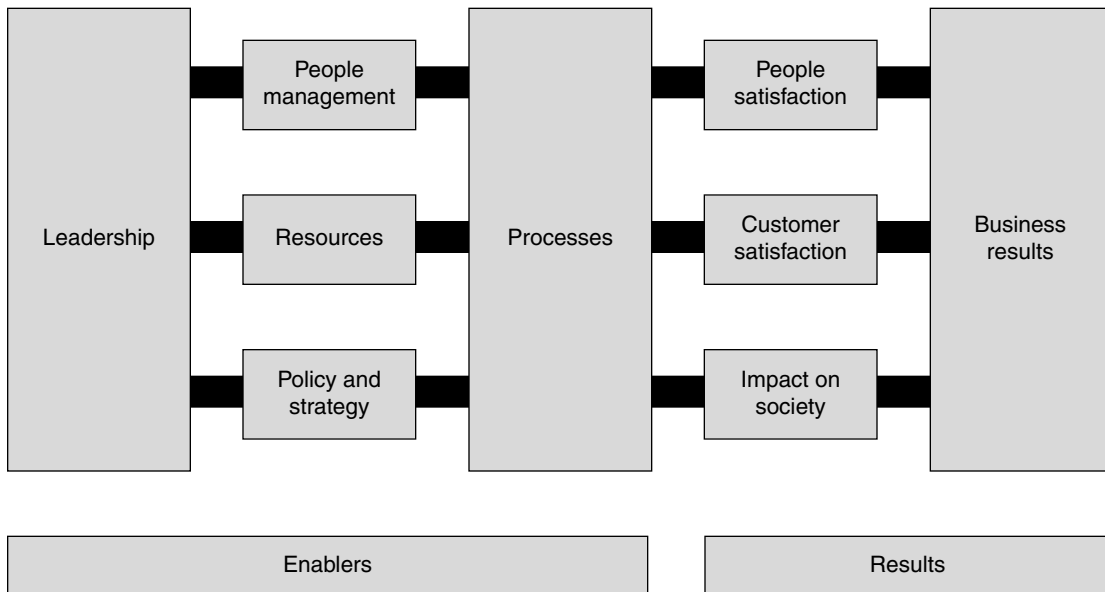 People
management
People
satisfaction
Leadership
Resources
Processes
Customer
satisfaction
Business
results
Policy and
strategy
Impact on
society
Enablers
Results